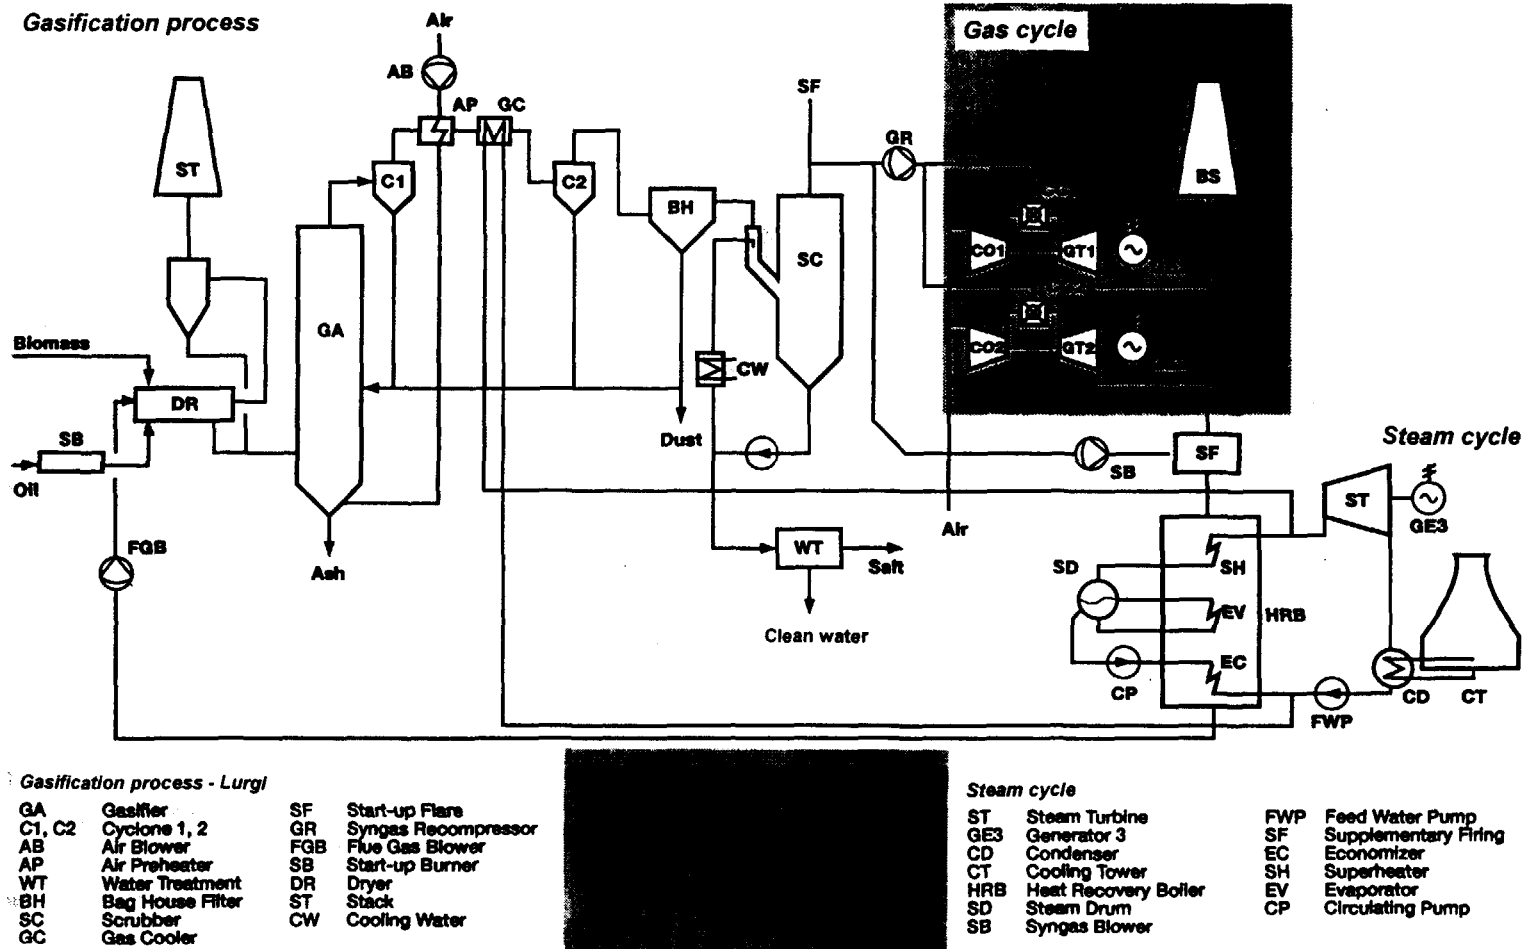 Gasification process
Air
Gas cycle
AB
AP
GC
SF
GR
ST
C1
C2
BS
BH
SC
CO1
GT1
GA
CO2
GT2
Biomass
CW
DR
SB
Dust
Steam cycle
SF
SB
Oil
ST
GE3
Air
FGB
WT
Salt
Ash
SD
SH
EV
HRB
Clean water
EC
CP
CD
CT
FWP
Gasification process - Lurgi
GA Gasifier
C1, C2 Cyclone 1, 2
AB Air Blower
AP Air Preheater
WT Water Treatment
BH Bag House Filter
SC Scrubber
GC Gas Cooler
SF Start-up Flare
GR Syngas Recompressor
FGB Flue Gas Blower
SB Start-up Burner
DR Dryer
ST Stack
CW Cooling Water
Steam cycle
ST Steam Turbine
GE3 Generator 3
CD Condenser
CT Cooling Tower
HRB Heat Recovery Boiler
SD Steam Drum
SB Syngas Blower
FWP Feed Water Pump
SF Supplementary Firing
EC Economizer
SH Superheater
EV Evaporator
CP Circulating Pump